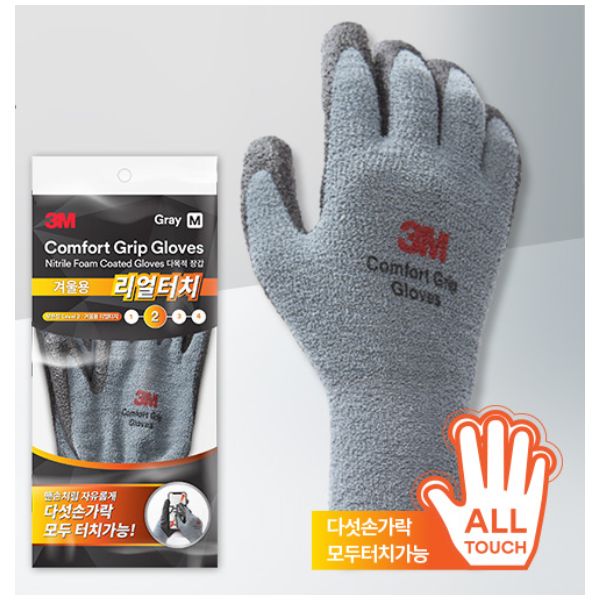 3M
Gray M
Comfort Grip Gloves
Nitrile Foam Coated Gloves 다목적 장갑
겨울용 리얼터치
1 2 3 4
3M
Comfort Grip
Gloves
맨손처럼 자유롭게
다섯손가락
모두 터치가능!
3M
Comfort Grip
Gloves
다섯손가락
모두터치가능
ALL
TOUCH